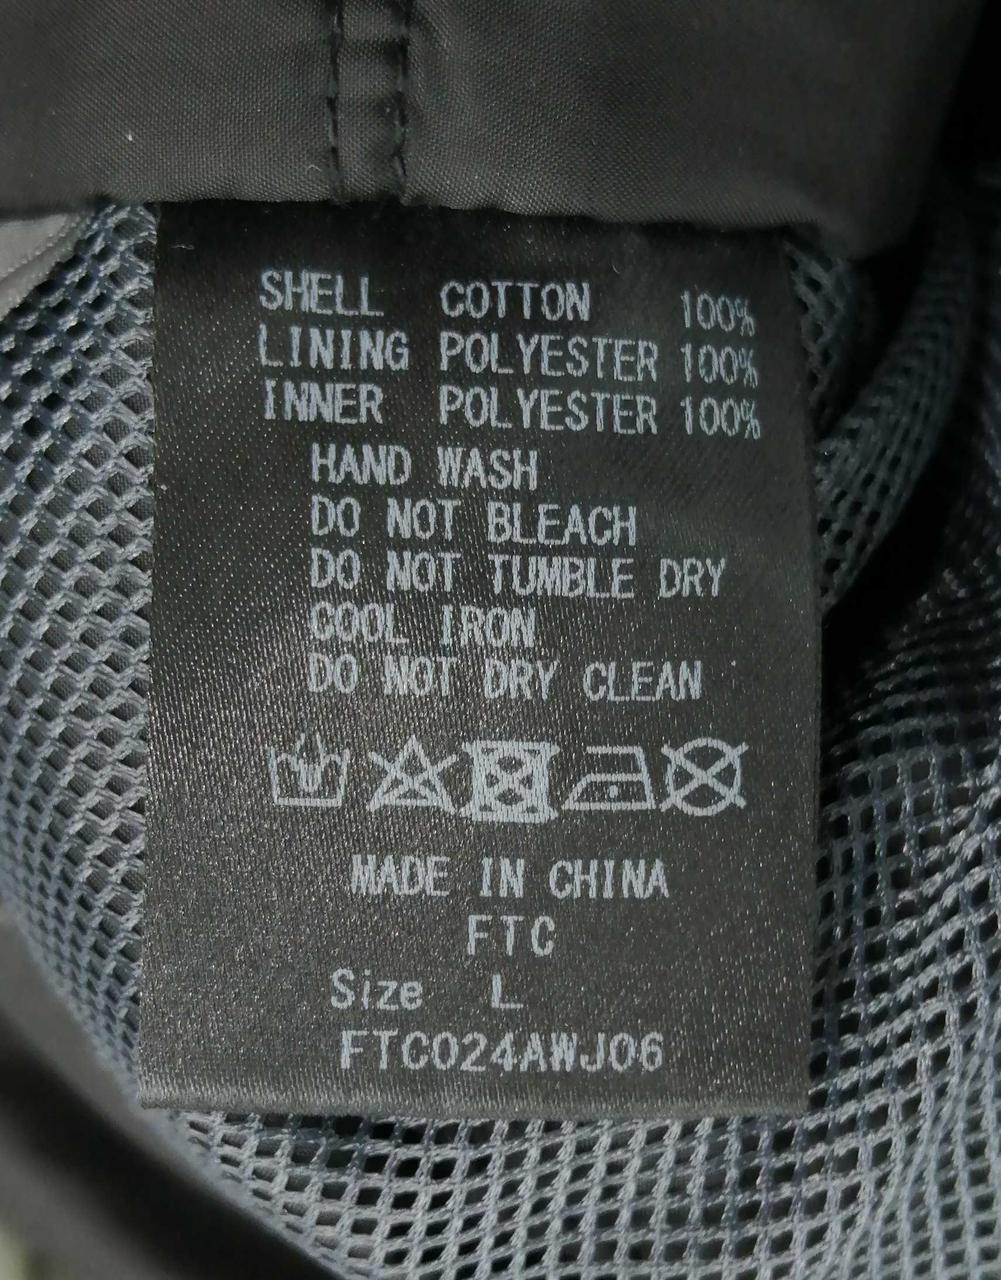 SHELL COTTON 100%
LINING POLYESTER 100%
INNER POLYESTER 100%
HAND WASH
DO NOT BLEACH
DO NOT TUMBLE DRY
COOL IRON
DO NOT DRY CLEAN
MADE IN CHINA
FTC
Size L
FTC024AWJ06